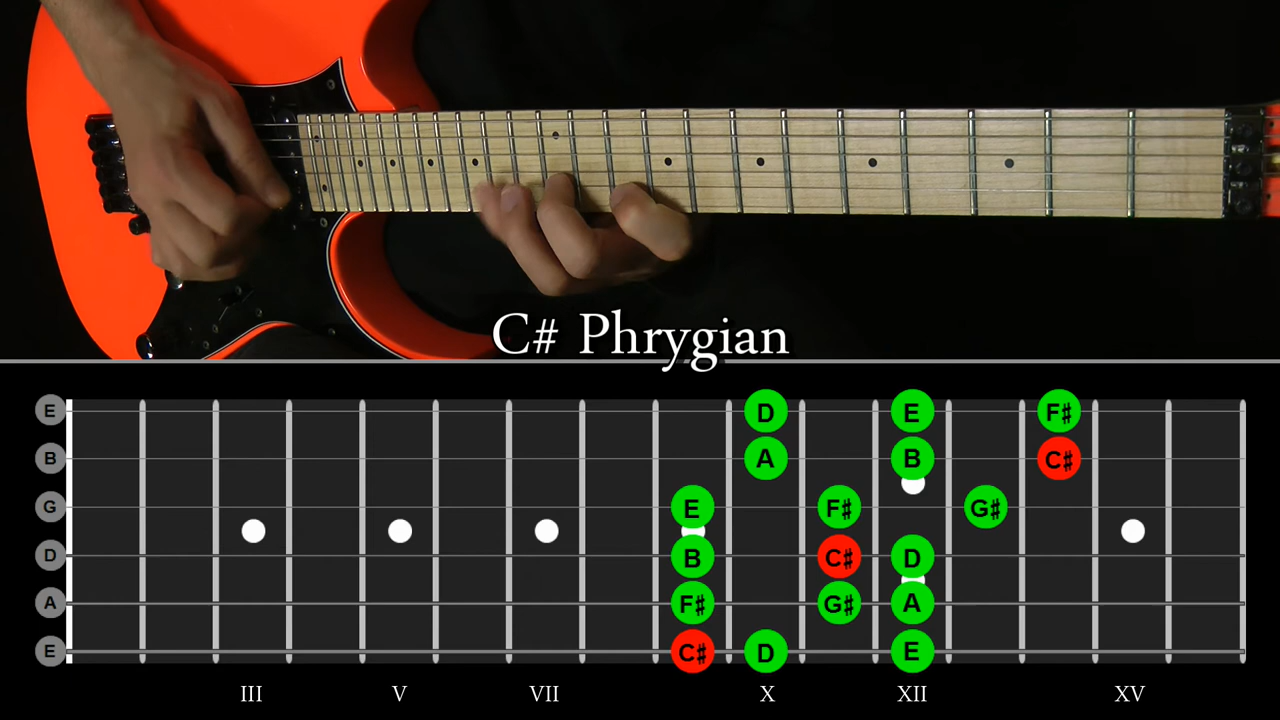 C# Phrygian
E D E F♯
B A B C♯
G E F♯ G♯
D B C♯ D
A F♯ G♯ A
E C♯ D E
III V VII X XII XV